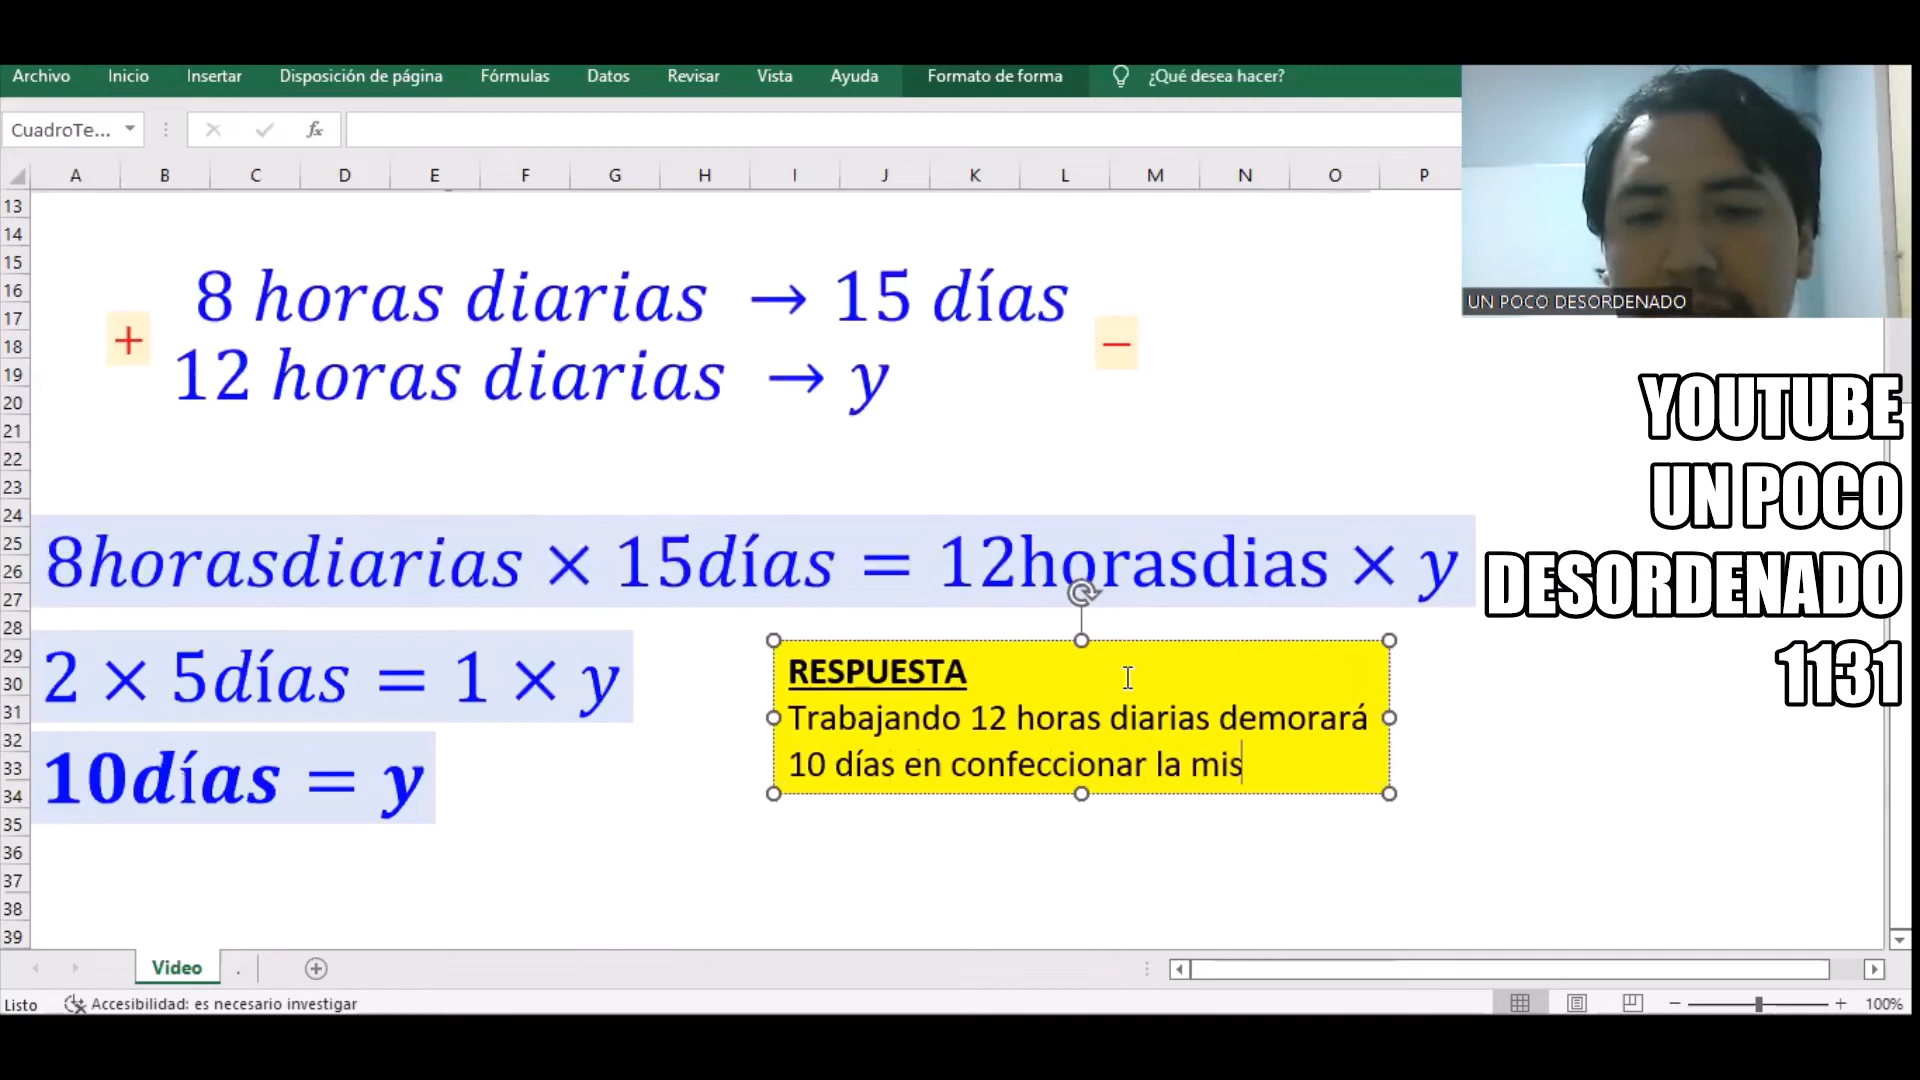 Archivo Inicio Insertar Disposición de página Fórmulas Datos Revisar Vista Ayuda Formato de forma ¿Qué desea hacer?
CuadroTe... fx
A B C D E F G H I J K L M N O P
13
14
15
16
17
18
19
20
21
22
23
24
25
26
27
28
29
30
31
32
33
34
35
36
37
38
39
8 horas diarias → 15 días
+ −
12 horas diarias → y
8horasdiarias × 15días = 12horasdias × y
2 × 5días = 1 × y
10días = y
RESPUESTA
Trabajando 12 horas diarias demorará
10 días en confeccionar la mis
UN POCO DESORDENADO
YOUTUBE
UN POCO
DESORDENADO
1131
Video .
Listo Accesibilidad: es necesario investigar 100%